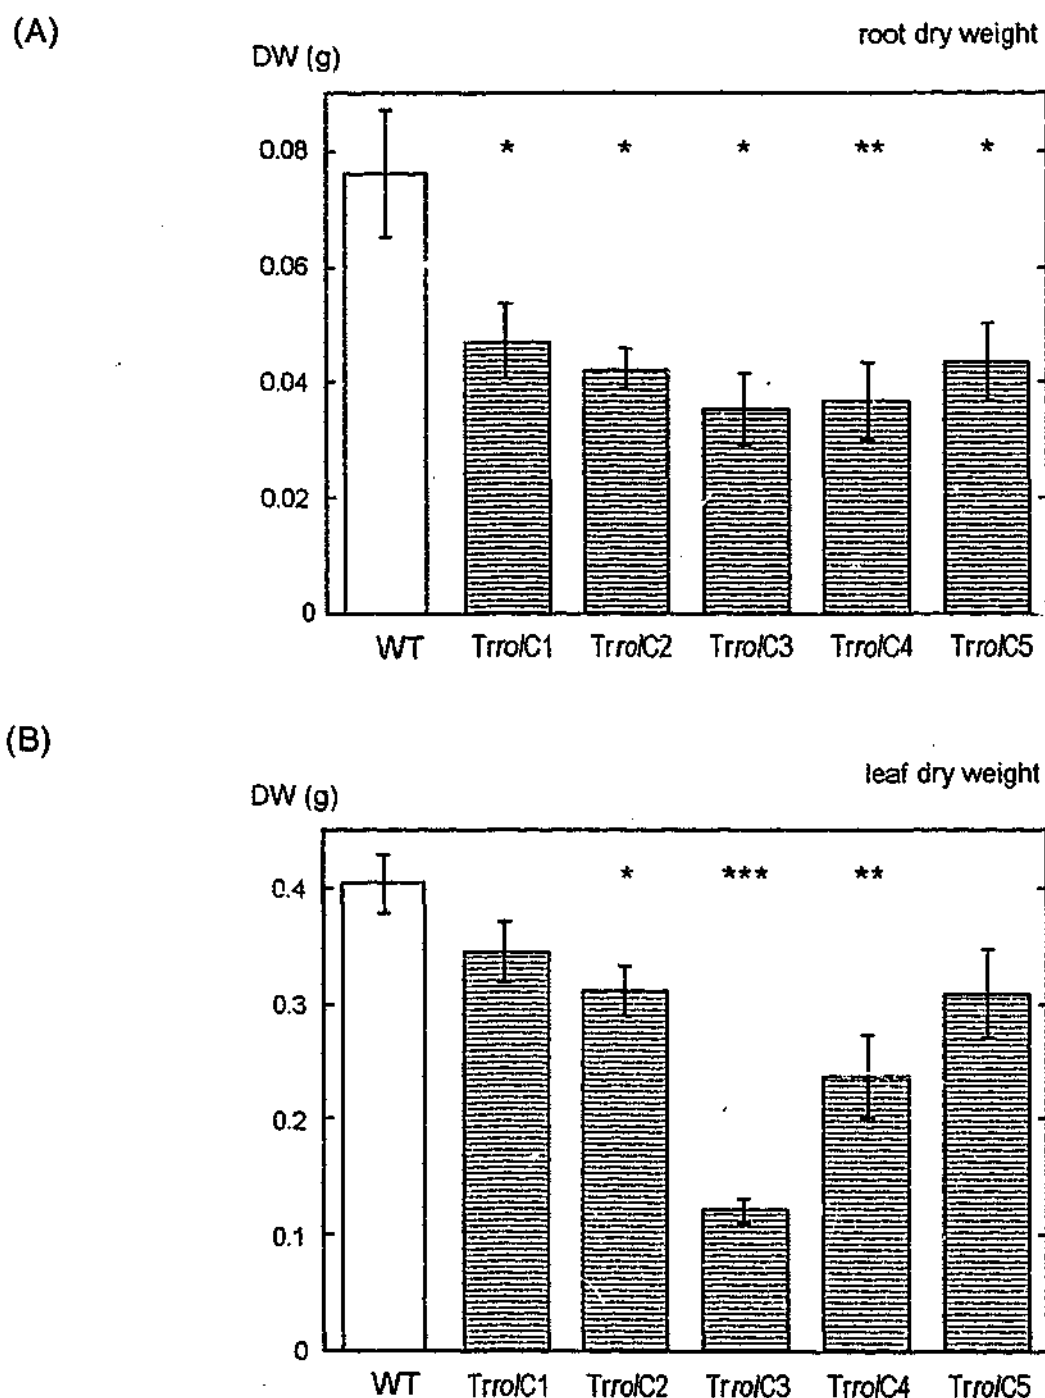 (A)
root dry weight
DW (g)
* * * ** *
0.08
0.06
0.04
0.02
0
WT TrrolC1 TrrolC2 TrrolC3 TrrolC4 TrrolC5
(B)
leaf dry weight
DW (g)
* *** **
0.4
0.3
0.2
0.1
0
WT TrrolC1 TrrolC2 TrrolC3 TrrolC4 TrrolC5